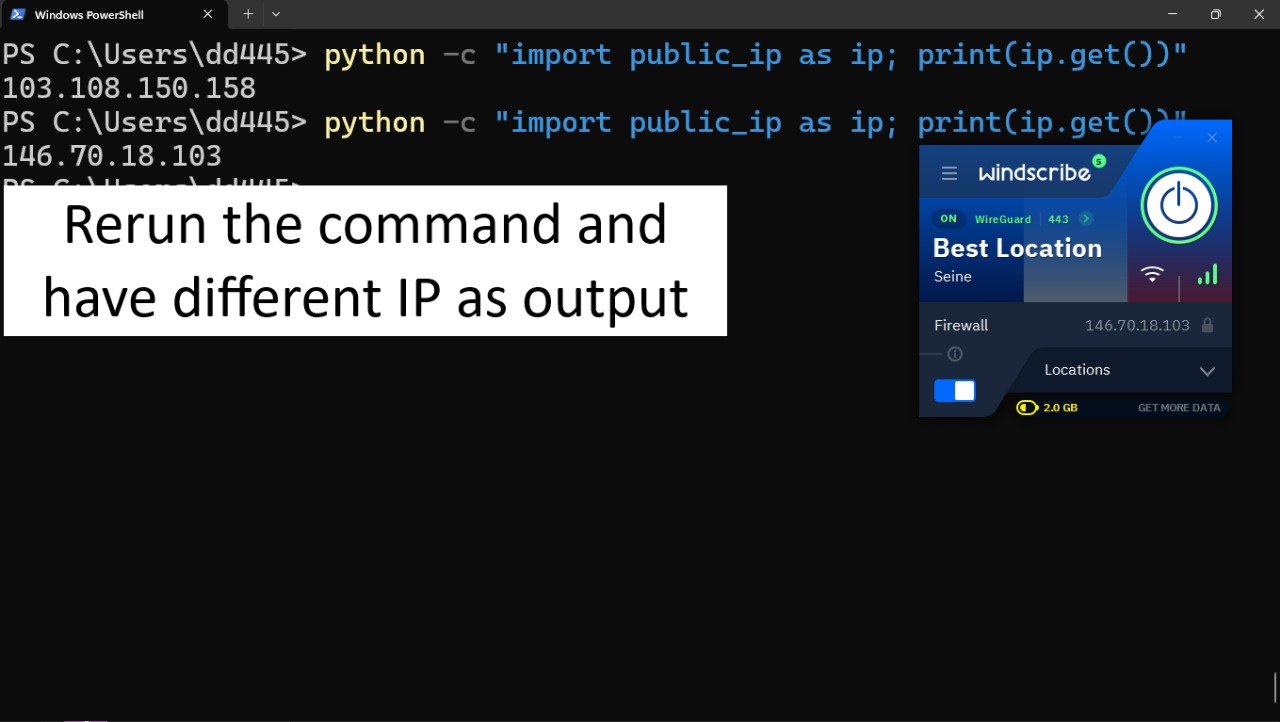 Windows PowerShell
PS C:\Users\dd445> python -c "import public_ip as ip; print(ip.get())"
103.108.150.158
PS C:\Users\dd445> python -c "import public_ip as ip; print(ip.get())"
146.70.18.103
Rerun the command and
have different IP as output
windscribe 5
ON WireGuard 443
Best Location
Seine
Firewall 146.70.18.103
Locations
2.0 GB GET MORE DATA